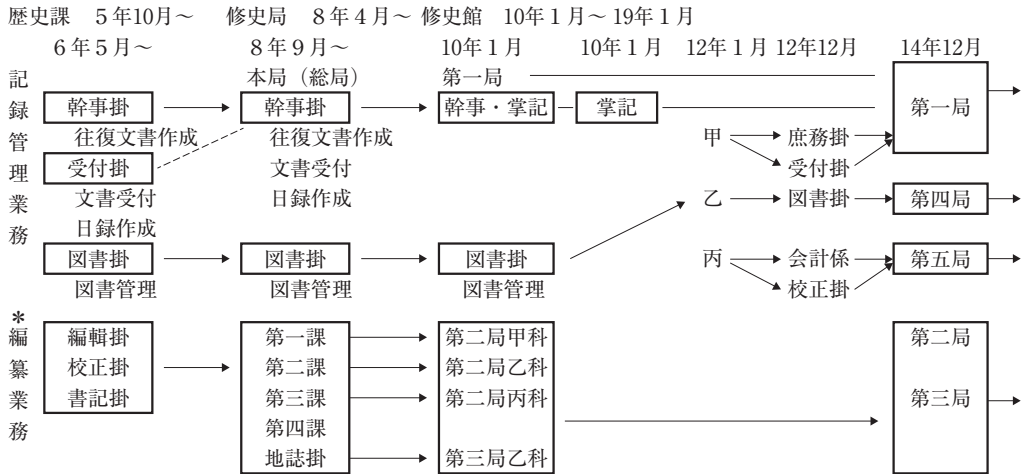 歴史課　５年10月～　修史局　８年４月～ 修史館　10年１月～19年１月
６年５月～　８年９月～　10年１月　10年１月　12年１月 12年12月　14年12月
本局（総局）　第一局
幹事掛　幹事掛　幹事・掌記　掌記　第一局
往復文書作成　往復文書作成　甲　庶務掛
受付掛　文書受付　受付掛
文書受付　日録作成　乙　図書掛　第四局
日録作成
図書掛　図書掛　図書掛　丙　会計係　第五局
図書管理　図書管理　図書管理　校正掛
編輯掛　第一課　第二局甲科　第二局
校正掛　第二課　第二局乙科
書記掛　第三課　第二局丙科　第三局
第四課
地誌掛　第三局乙科
記録管理業務
＊編纂業務